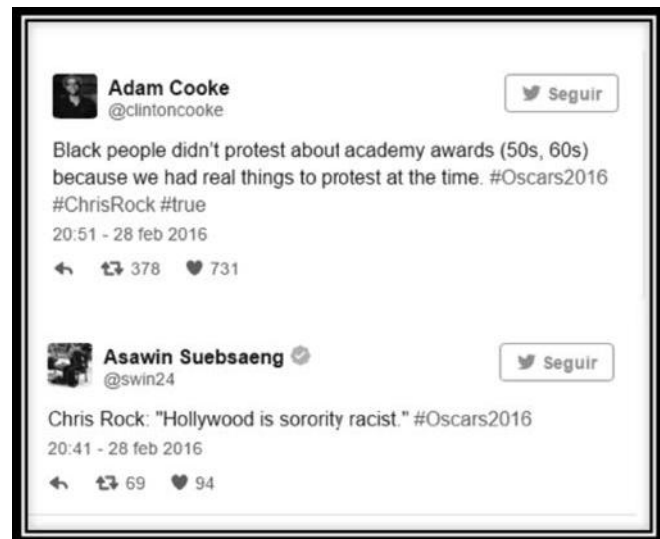 Adam Cooke
@clintoncooke
Seguir
Black people didn't protest about academy awards (50s, 60s)
because we had real things to protest at the time. #Oscars2016
#ChrisRock #true
20:51 - 28 feb 2016
378 731
Asawin Suebsaeng
@swin24
Seguir
Chris Rock: "Hollywood is sorority racist." #Oscars2016
20:41 - 28 feb 2016
69 94